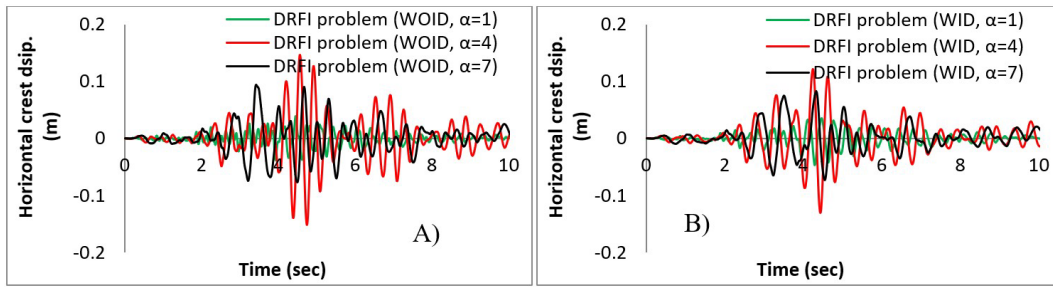 0.2
0.1
0
-0.1
-0.2
Horizontal crest dsip.
(m)
DRFI problem (WOID, α=1)
DRFI problem (WOID, α=4)
DRFI problem (WOID, α=7)
0 2 4 6 8 10
A)
Time (sec)
0.2
0.1
0
-0.1
-0.2
Horizontal crest dsip.
(m)
DRFI problem (WID, α=1)
DRFI problem (WID, α=4)
DRFI problem (WID, α=7)
0 2 4 6 8 10
B)
Time (sec)